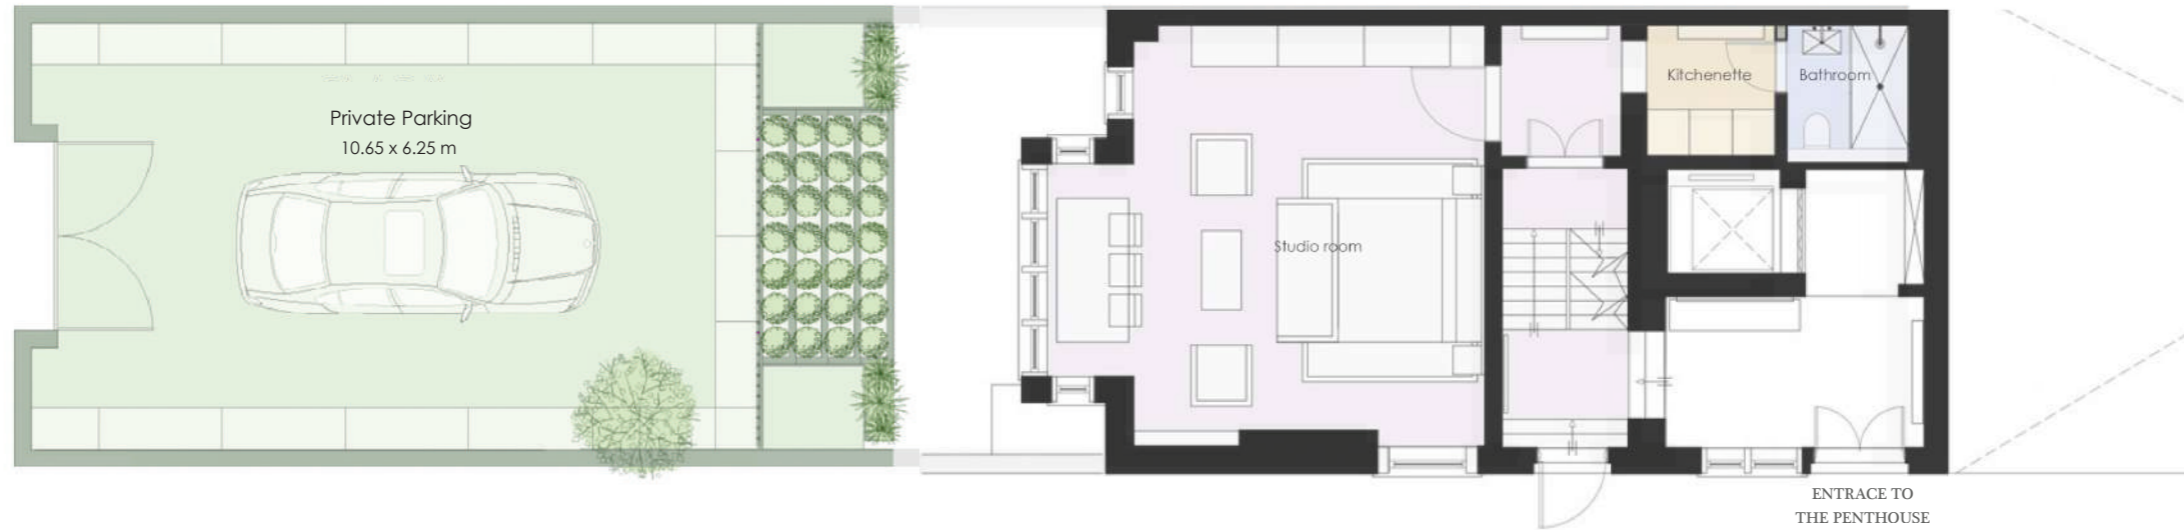 Private Parking
10.65 x 6.25 m
Studio room
Kitchenette
Bathroom
ENTRACE TO
THE PENTHOUSE